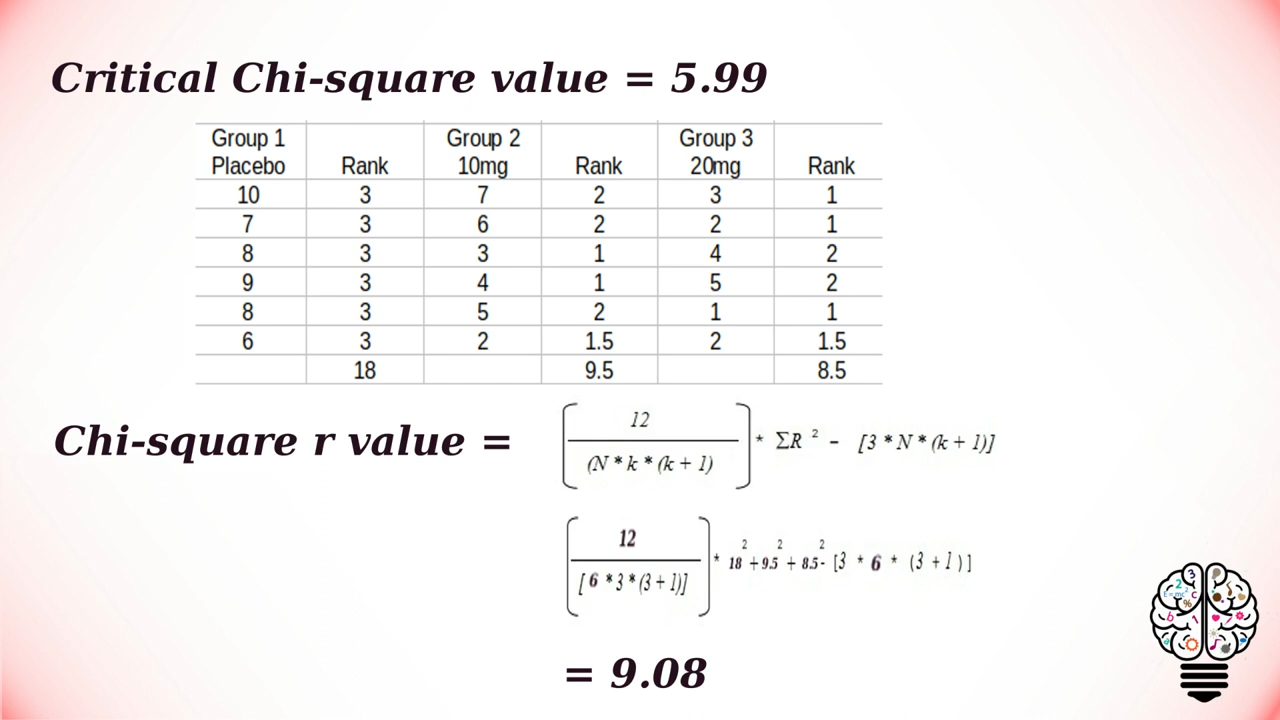 Critical Chi-square value = 5.99
Group 1 Placebo Rank Group 2 10mg Rank Group 3 20mg Rank
10 3 7 2 3 1
7 3 6 2 2 1
8 3 3 1 4 2
9 3 4 1 5 2
8 3 5 2 1 1
6 3 2 1.5 2 1.5
18 9.5 8.5
Chi-square r value =
12
(N * k * (k + 1)
* ΣR 2 - [3 * N * (k + 1)]
12
[ 6 * 3 * (3 + 1)]
* 18 2 + 9.5 2 + 8.5 2 - [3 * 6 * (3 + 1 ) ]
= 9.08